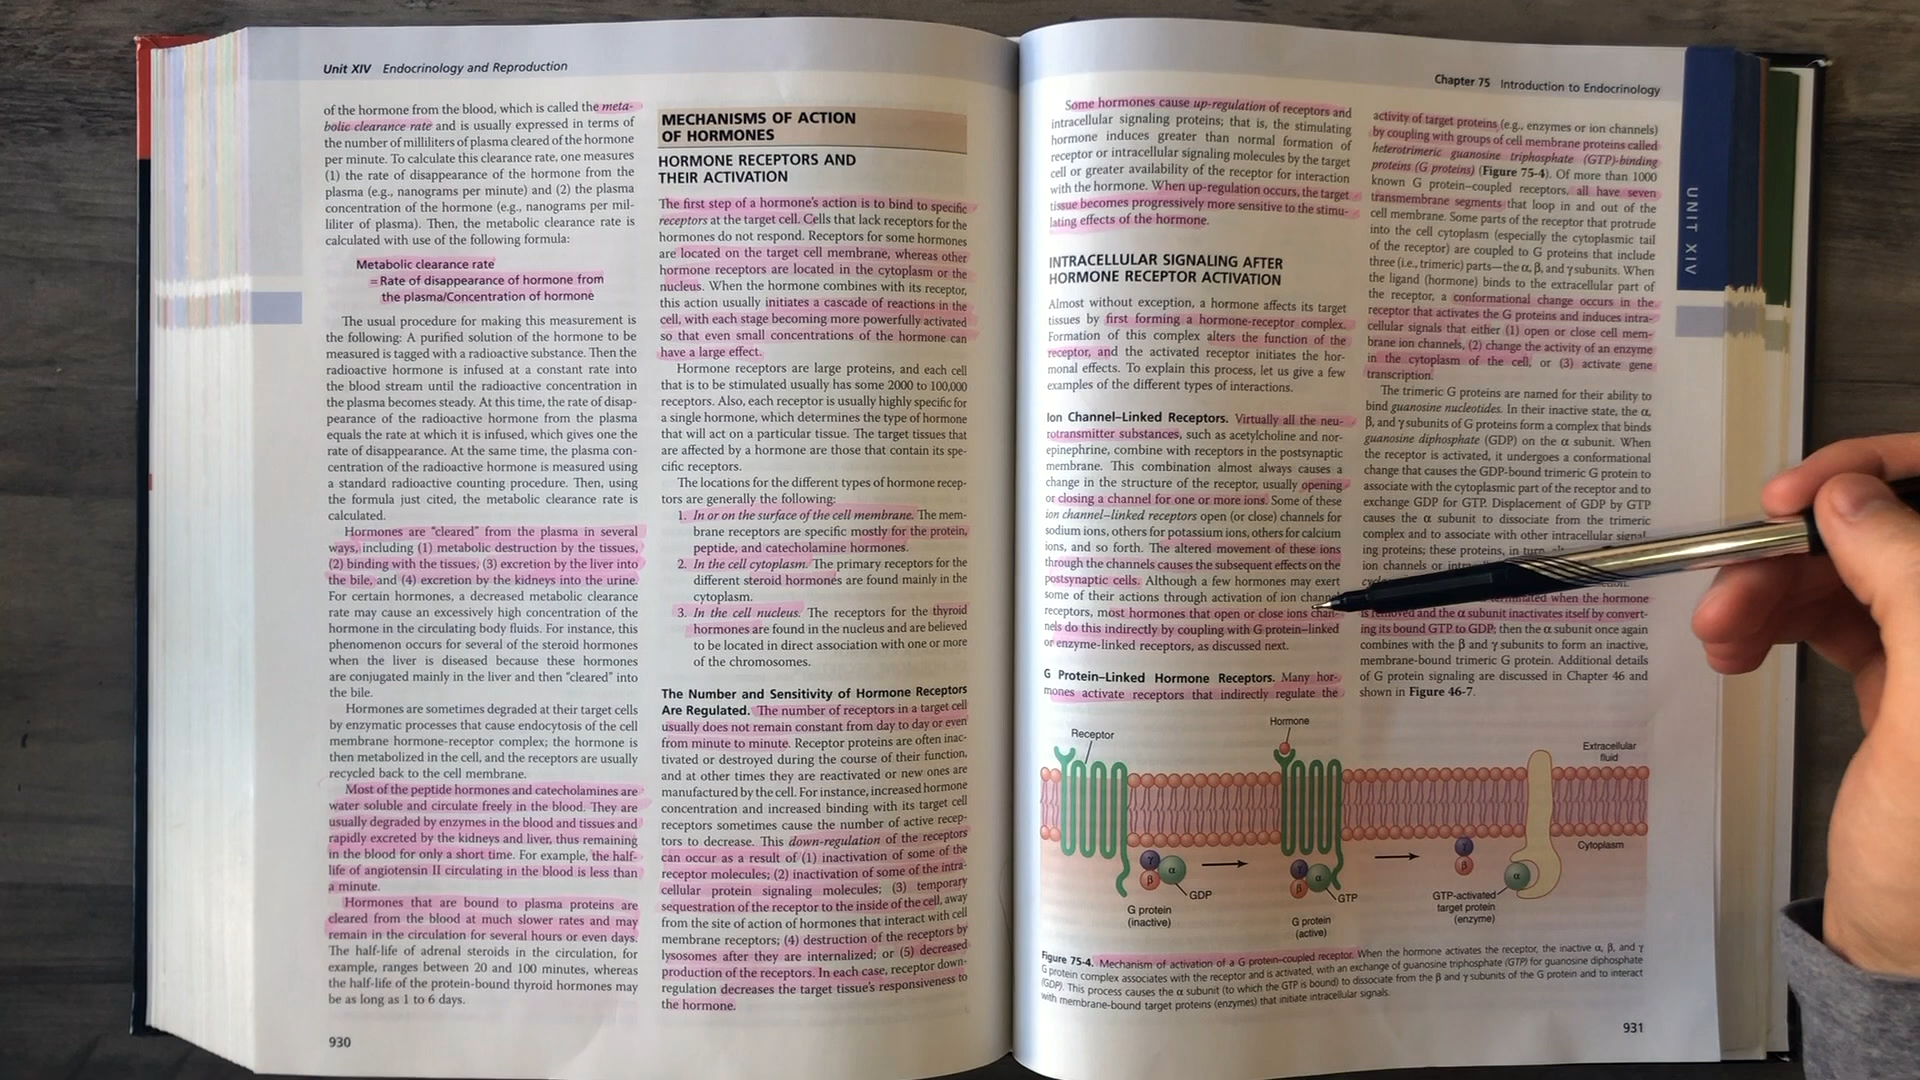 Unit XIV Endocrinology and Reproduction
of the hormone from the blood, which is called the meta-
bolic clearance rate and is usually expressed in terms of
the number of milliliters of plasma cleared of the hormone
per minute. To calculate this clearance rate, one measures
(1) the rate of disappearance of the hormone from the
plasma (e.g., nanograms per minute) and (2) the plasma
concentration of the hormone (e.g., nanograms per mil-
liliter of plasma). Then, the metabolic clearance rate is
calculated with use of the following formula:
Metabolic clearance rate
= Rate of disappearance of hormone from
the plasma/Concentration of hormone
The usual procedure for making this measurement is
the following: A purified solution of the hormone to be
measured is tagged with a radioactive substance. Then the
radioactive hormone is infused at a constant rate into
the blood stream until the radioactive concentration in
the plasma becomes steady. At this time, the rate of disap-
pearance of the radioactive hormone from the plasma
equals the rate at which it is infused, which gives one the
rate of disappearance. At the same time, the plasma con-
centration of the radioactive hormone is measured using
a standard radioactive counting procedure. Then, using
the formula just cited, the metabolic clearance rate is
calculated.
Hormones are "cleared" from the plasma in several
ways, including (1) metabolic destruction by the tissues,
(2) binding with the tissues, (3) excretion by the liver into
the bile, and (4) excretion by the kidneys into the urine.
For certain hormones, a decreased metabolic clearance
rate may cause an excessively high concentration of the
hormone in the circulating body fluids. For instance, this
phenomenon occurs for several of the steroid hormones
when the liver is diseased because these hormones
are conjugated mainly in the liver and then "cleared" into
the bile.
Hormones are sometimes degraded at their target cells
by enzymatic processes that cause endocytosis of the cell
membrane hormone-receptor complex; the hormone is
then metabolized in the cell, and the receptors are usually
recycled back to the cell membrane.
Most of the peptide hormones and catecholamines are
water soluble and circulate freely in the blood. They are
usually degraded by enzymes in the blood and tissues and
rapidly excreted by the kidneys and liver, thus remaining
in the blood for only a short time. For example, the half-
life of angiotensin II circulating in the blood is less than
a minute.
Hormones that are bound to plasma proteins are
cleared from the blood at much slower rates and may
remain in the circulation for several hours or even days.
The half-life of adrenal steroids in the circulation, for
example, ranges between 20 and 100 minutes, whereas
the half-life of the protein-bound thyroid hormones may
be as long as 1 to 6 days.
930
MECHANISMS OF ACTION
OF HORMONES
HORMONE RECEPTORS AND
THEIR ACTIVATION
The first step of a hormone's action is to bind to specific
receptors at the target cell. Cells that lack receptors for the
hormones do not respond. Receptors for some hormones
are located on the target cell membrane, whereas other
hormone receptors are located in the cytoplasm or the
nucleus. When the hormone combines with its receptor,
this action usually initiates a cascade of reactions in the
cell, with each stage becoming more powerfully activated
so that even small concentrations of the hormone can
have a large effect.
Hormone receptors are large proteins, and each cell
that is to be stimulated usually has some 2000 to 100,000
receptors. Also, each receptor is usually highly specific for
a single hormone, which determines the type of hormone
that will act on a particular tissue. The target tissues that
are affected by a hormone are those that contain its spe-
cific receptors.
The locations for the different types of hormone recep-
tors are generally the following:
1. In or on the surface of the cell membrane. The mem-
brane receptors are specific mostly for the protein,
peptide, and catecholamine hormones.
2. In the cell cytoplasm. The primary receptors for the
different steroid hormones are found mainly in the
cytoplasm.
3. In the cell nucleus. The receptors for the thyroid
hormones are found in the nucleus and are believed
to be located in direct association with one or more
of the chromosomes.
The Number and Sensitivity of Hormone Receptors
Are Regulated. The number of receptors in a target cell
usually does not remain constant from day to day or even
from minute to minute. Receptor proteins are often inac-
tivated or destroyed during the course of their function,
and at other times they are reactivated or new ones are
manufactured by the cell. For instance, increased hormone
concentration and increased binding with its target cell
receptors sometimes cause the number of active recep-
tors to decrease. This down-regulation of the receptors
can occur as a result of (1) inactivation of some of the
receptor molecules; (2) inactivation of some of the intra-
cellular protein signaling molecules; (3) temporary
sequestration of the receptor to the inside of the cell, away
from the site of action of hormones that interact with cell
membrane receptors; (4) destruction of the receptors by
lysosomes after they are internalized; or (5) decreased
production of the receptors. In each case, receptor down-
regulation decreases the target tissue's responsiveness to
the hormone.
Chapter 75 Introduction to Endocrinology
Some hormones cause up-regulation of receptors and
intracellular signaling proteins; that is, the stimulating
hormone induces greater than normal formation of
receptor or intracellular signaling molecules by the target
cell or greater availability of the receptor for interaction
with the hormone. When up-regulation occurs, the target
tissue becomes progressively more sensitive to the stimu-
lating effects of the hormone.
INTRACELLULAR SIGNALING AFTER
HORMONE RECEPTOR ACTIVATION
Almost without exception, a hormone affects its target
tissues by first forming a hormone-receptor complex.
Formation of this complex alters the function of the
receptor, and the activated receptor initiates the hor-
monal effects. To explain this process, let us give a few
examples of the different types of interactions.
Ion Channel–Linked Receptors. Virtually all the neu-
rotransmitter substances, such as acetylcholine and nor-
epinephrine, combine with receptors in the postsynaptic
membrane. This combination almost always causes a
change in the structure of the receptor, usually opening
or closing a channel for one or more ions. Some of these
ion channel–linked receptors open (or close) channels for
sodium ions, others for potassium ions, others for calcium
ions, and so forth. The altered movement of these ions
through the channels causes the subsequent effects on the
postsynaptic cells. Although a few hormones may exert
some of their actions through activation of ion channel
receptors, most hormones that open or close ions chan-
nels do this indirectly by coupling with G protein–linked
or enzyme-linked receptors, as discussed next.
G Protein–Linked Hormone Receptors. Many hor-
mones activate receptors that indirectly regulate the
activity of target proteins (e.g., enzymes or ion channels)
by coupling with groups of cell membrane proteins called
heterotrimeric guanosine triphosphate (GTP)-binding
proteins (G proteins) (Figure 75-4). Of more than 1000
known G protein–coupled receptors, all have seven
transmembrane segments that loop in and out of the
cell membrane. Some parts of the receptor that protrude
into the cell cytoplasm (especially the cytoplasmic tail
of the receptor) are coupled to G proteins that include
three (i.e., trimeric) parts—the α, β, and γ subunits. When
the ligand (hormone) binds to the extracellular part of
the receptor, a conformational change occurs in the
receptor that activates the G proteins and induces intra-
cellular signals that either (1) open or close cell mem-
brane ion channels, (2) change the activity of an enzyme
in the cytoplasm of the cell, or (3) activate gene
transcription.
The trimeric G proteins are named for their ability to
bind guanosine nucleotides. In their inactive state, the α,
β, and γ subunits of G proteins form a complex that binds
guanosine diphosphate (GDP) on the α subunit. When
the receptor is activated, it undergoes a conformational
change that causes the GDP-bound trimeric G protein to
associate with the cytoplasmic part of the receptor and to
exchange GDP for GTP. Displacement of GDP by GTP
causes the α subunit to dissociate from the trimeric
complex and to associate with other intracellular signal-
ing proteins; these proteins, in turn,
ion channels or
when the hormone
is removed and the α subunit inactivates itself by convert-
ing its bound GTP to GDP; then the α subunit once again
combines with the β and γ subunits to form an inactive,
membrane-bound trimeric G protein. Additional details
of G protein signaling are discussed in Chapter 46 and
shown in Figure 46-7.
UNIT XIV
Receptor
Hormone
Extracellular
fluid
Cytoplasm
γ
β
α
GDP
G protein
(inactive)
γ
β
α
GTP
G protein
(active)
γ
β
α
GTP-activated
target protein
(enzyme)
Figure 75-4. Mechanism of activation of a G protein-coupled receptor. When the hormone activates the receptor, the inactive α, β, and γ
G protein complex associates with the receptor and is activated, with an exchange of guanosine triphosphate (GTP) for guanosine diphosphate
(GDP). This process causes the α subunit (to which the GTP is bound) to dissociate from the β and γ subunits of the G protein and to interact
with membrane-bound target proteins (enzymes) that initiate intracellular signals.
931